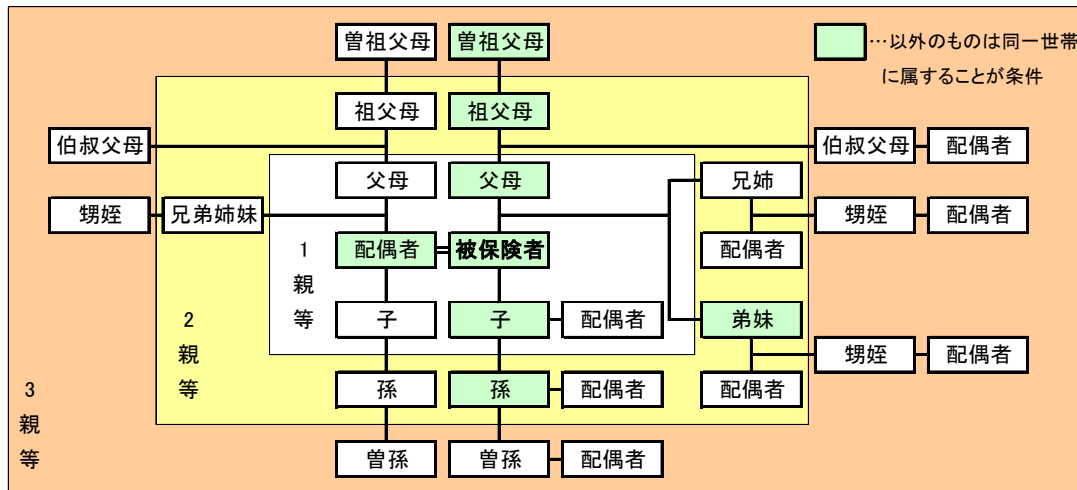 曽祖父母
曽祖父母
…以外のものは同一世帯
に属することが条件
祖父母
祖父母
伯叔父母
伯叔父母
配偶者
父母
父母
兄姉
甥姪
兄弟姉妹
甥姪
配偶者
配偶者
被保険者
配偶者
1
親
等
子
子
配偶者
弟妹
2
親
等
甥姪
配偶者
孫
孫
配偶者
配偶者
3
親
等
曽孫
曽孫
配偶者